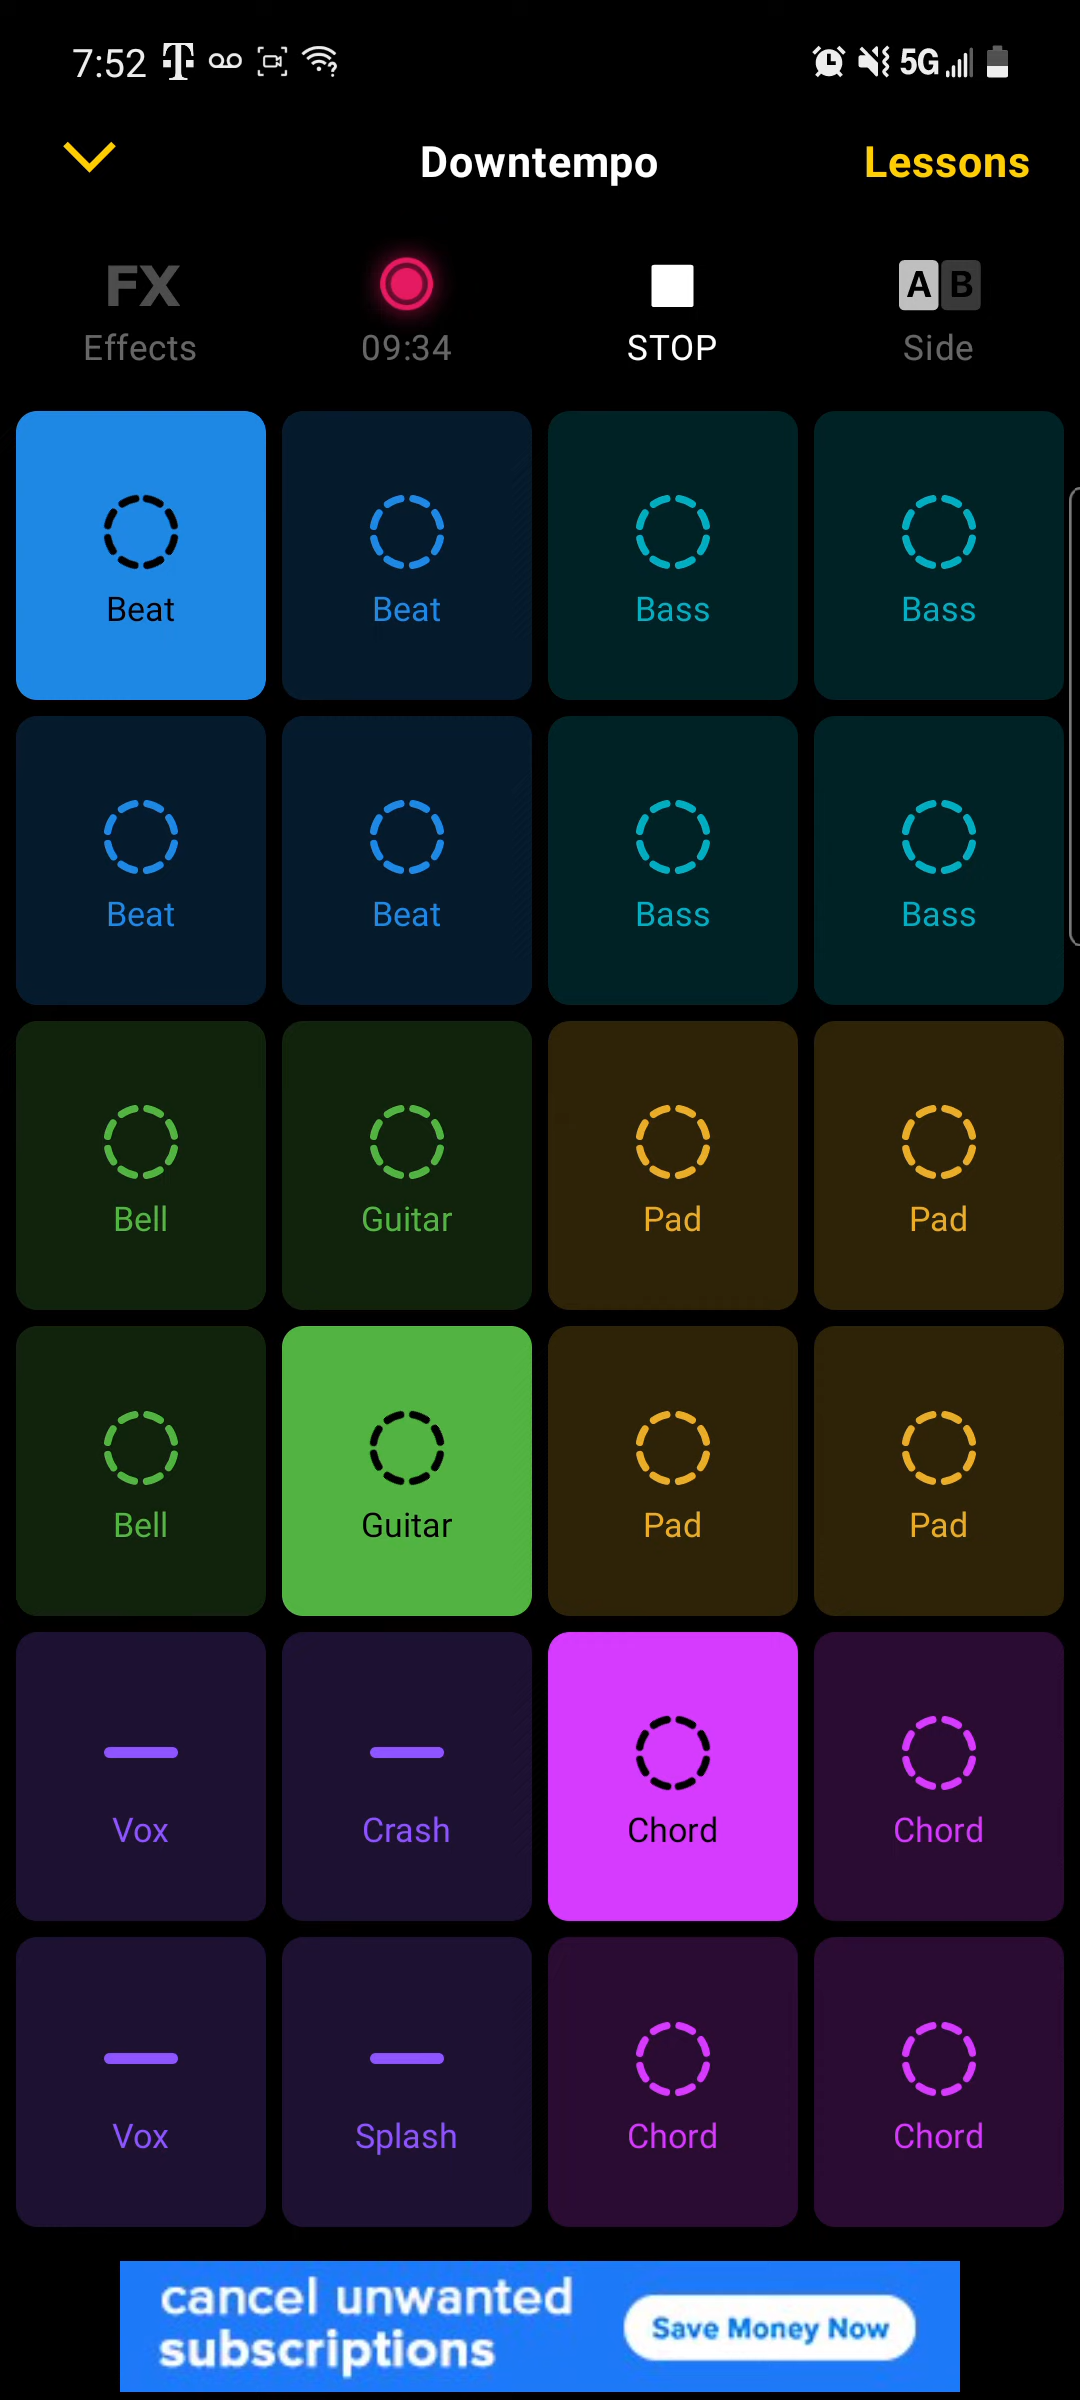 7:52 5G
Downtempo Lessons
FX A B
Effects 09:34 STOP Side
Beat Beat Bass Bass
Beat Beat Bass Bass
Bell Guitar Pad Pad
Bell Guitar Pad Pad
Vox Crash Chord Chord
Vox Splash Chord Chord
cancel unwanted
subscriptions
Save Money Now